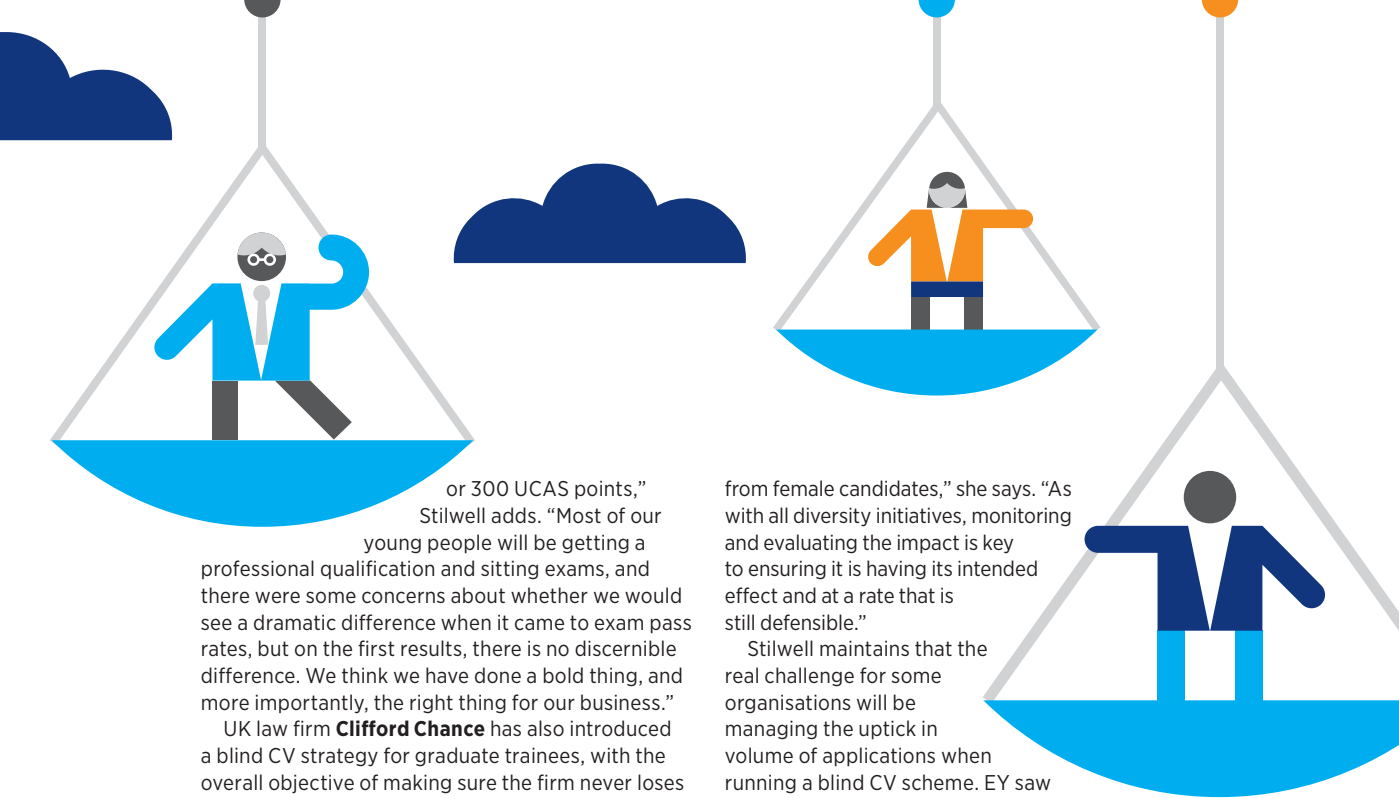 or 300 UCAS points,”
Stilwell adds. “Most of our
young people will be getting a
professional qualification and sitting exams, and
there were some concerns about whether we would
see a dramatic difference when it came to exam pass
rates, but on the first results, there is no discernible
difference. We think we have done a bold thing, and
more importantly, the right thing for our business.”
UK law firm Clifford Chance has also introduced
a blind CV strategy for graduate trainees, with the
overall objective of making sure the firm never loses
from female candidates,” she says. “As
with all diversity initiatives, monitoring
and evaluating the impact is key
to ensuring it is having its intended
effect and at a rate that is
still defensible.”
Stilwell maintains that the
real challenge for some
organisations will be
managing the uptick in
volume of applications when
running a blind CV scheme. EY saw